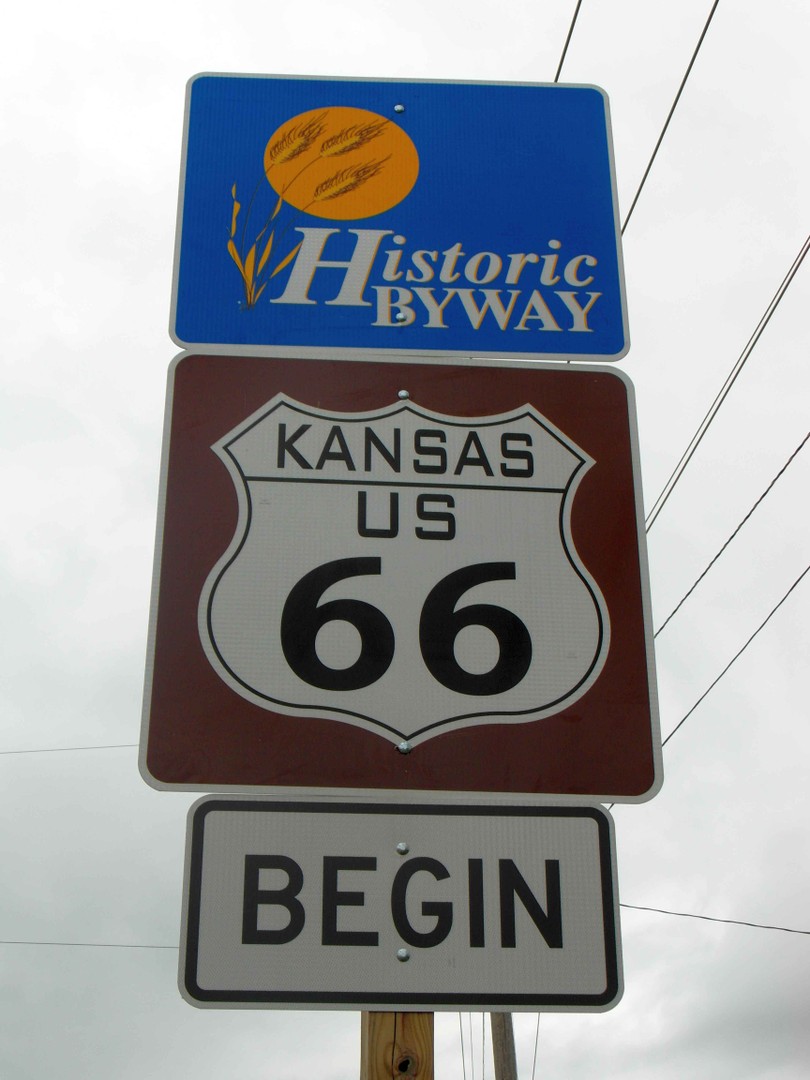 Historic
BYWAY
KANSAS
US
66
BEGIN